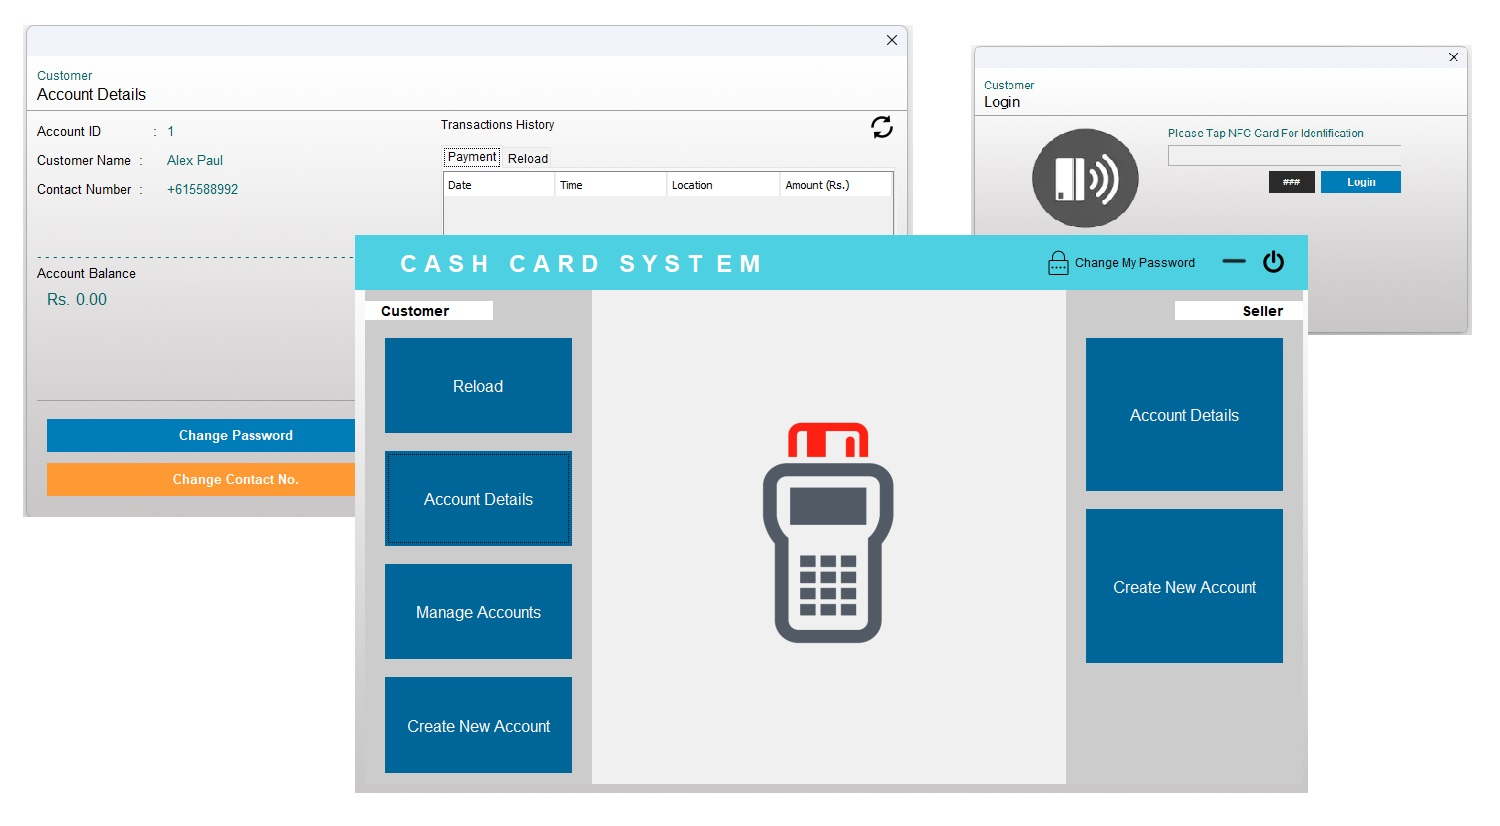 Customer
Account Details
Account ID : 1
Customer Name : Alex Paul
Contact Number : +615588992
Account Balance
Rs. 0.00
Change Password
Change Contact No.
Transactions History
Payment Reload
Date Time Location Amount (Rs.)
Customer
Login
Please Tap NFC Card For Identification
### Login
CASH CARD SYSTEM
Change My Password
Customer
Reload
Account Details
Manage Accounts
Create New Account
Seller
Account Details
Create New Account